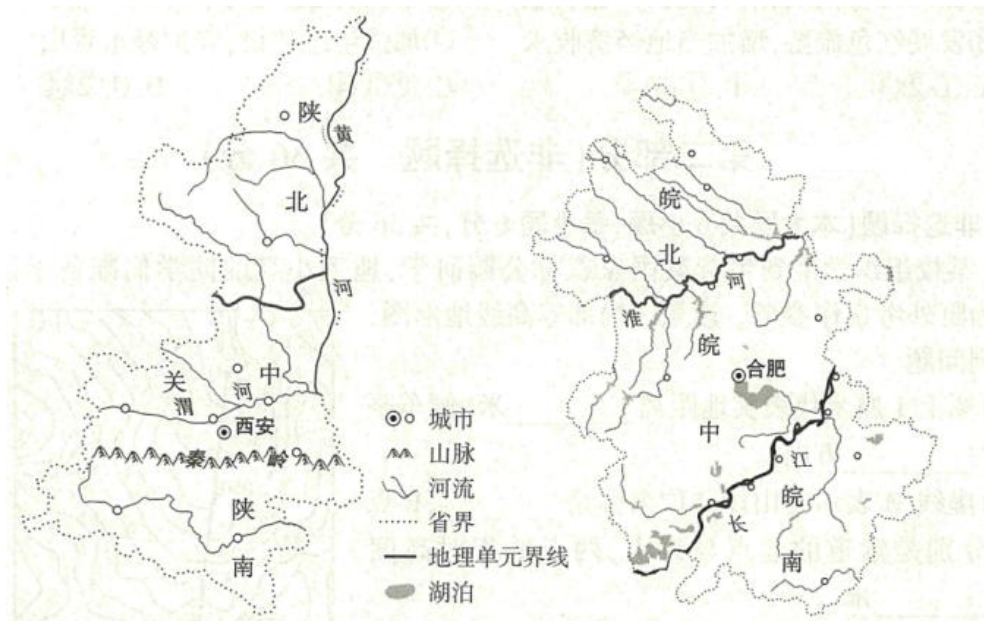 陕
北
黄
河
关
中
渭
河
西安
秦
岭
陕
南
城市
山脉
河流
省界
地理单元界线
湖泊
皖
北
淮
河
皖
中
合肥
长
江
皖
南